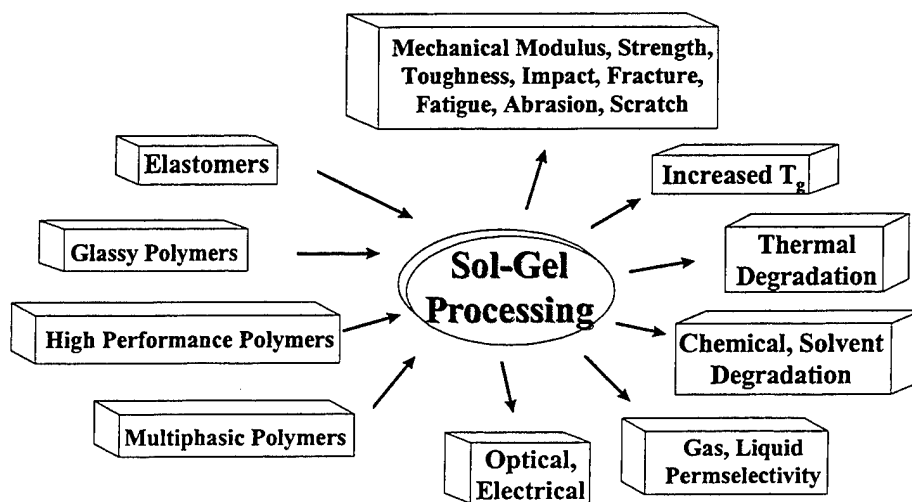 Mechanical Modulus, Strength,
Toughness, Impact, Fracture,
Fatigue, Abrasion, Scratch
Elastomers
Increased Tg
Glassy Polymers
Thermal
Degradation
Sol-Gel
Processing
High Performance Polymers
Chemical, Solvent
Degradation
Multiphasic Polymers
Optical,
Electrical
Gas, Liquid
Permselectivity